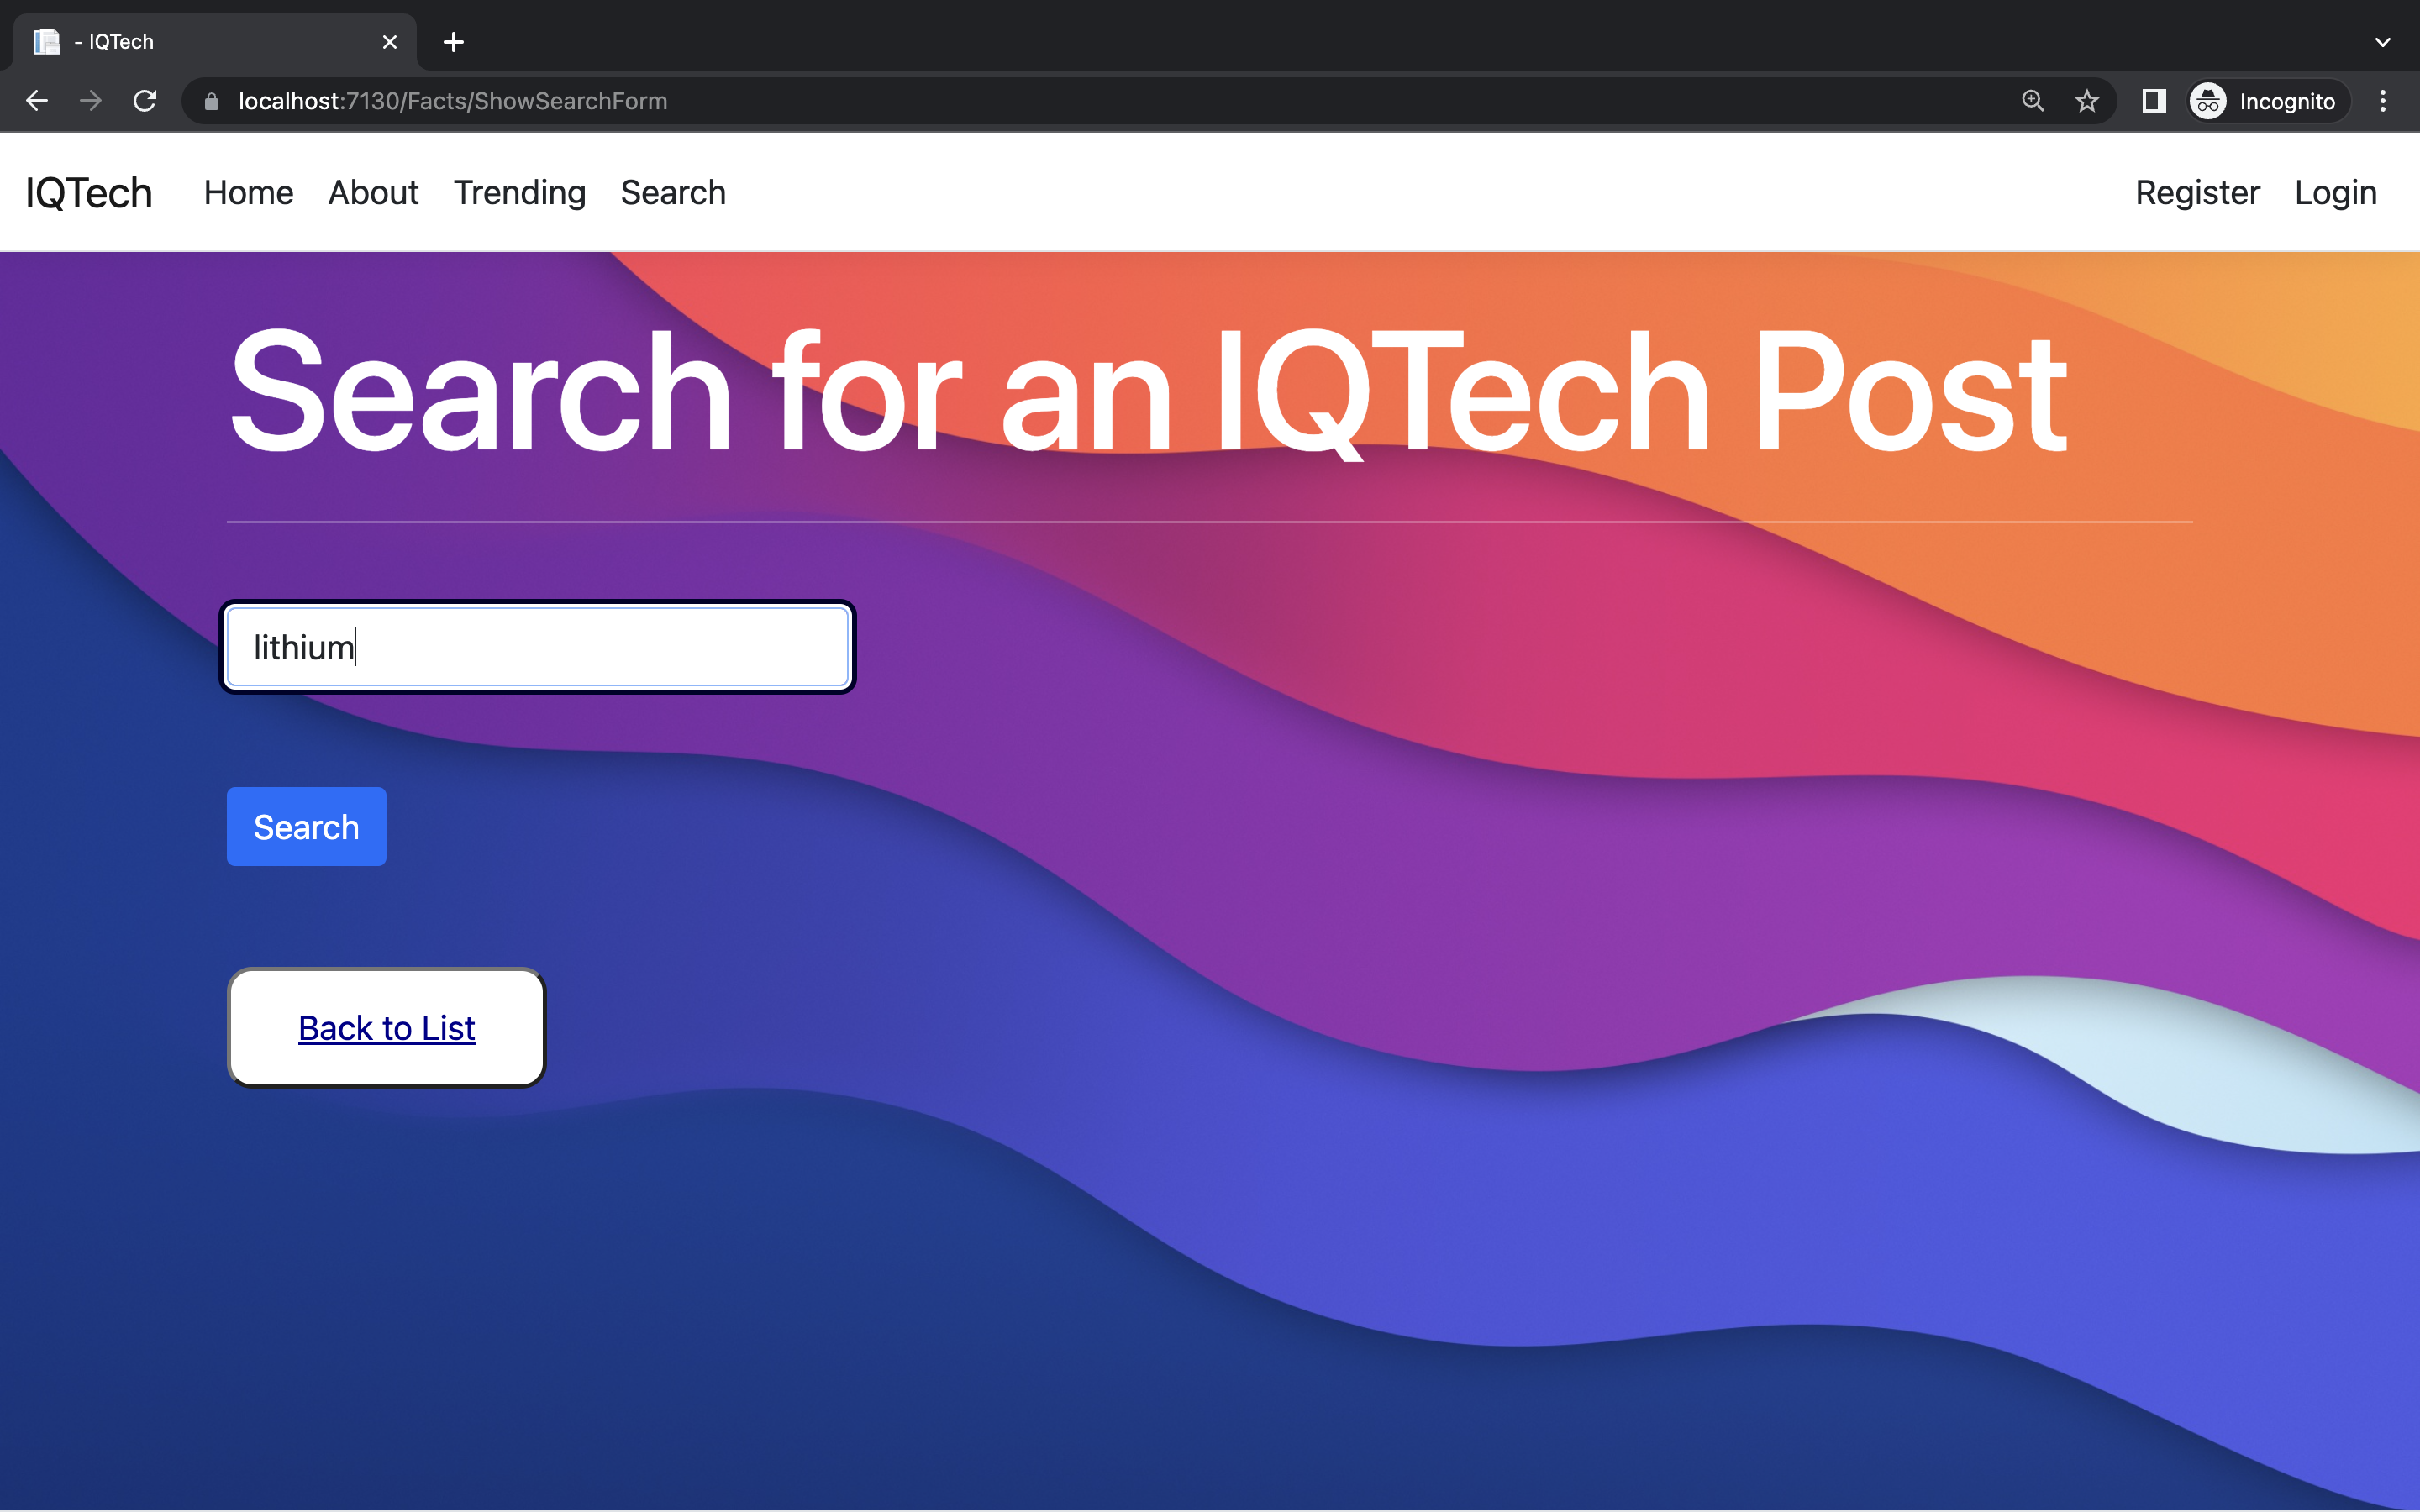 - IQTech
localhost:7130/Facts/ShowSearchForm
Incognito
IQTech Home About Trending Search Register Login
Search for an IQTech Post
lithium
Search
Back to List